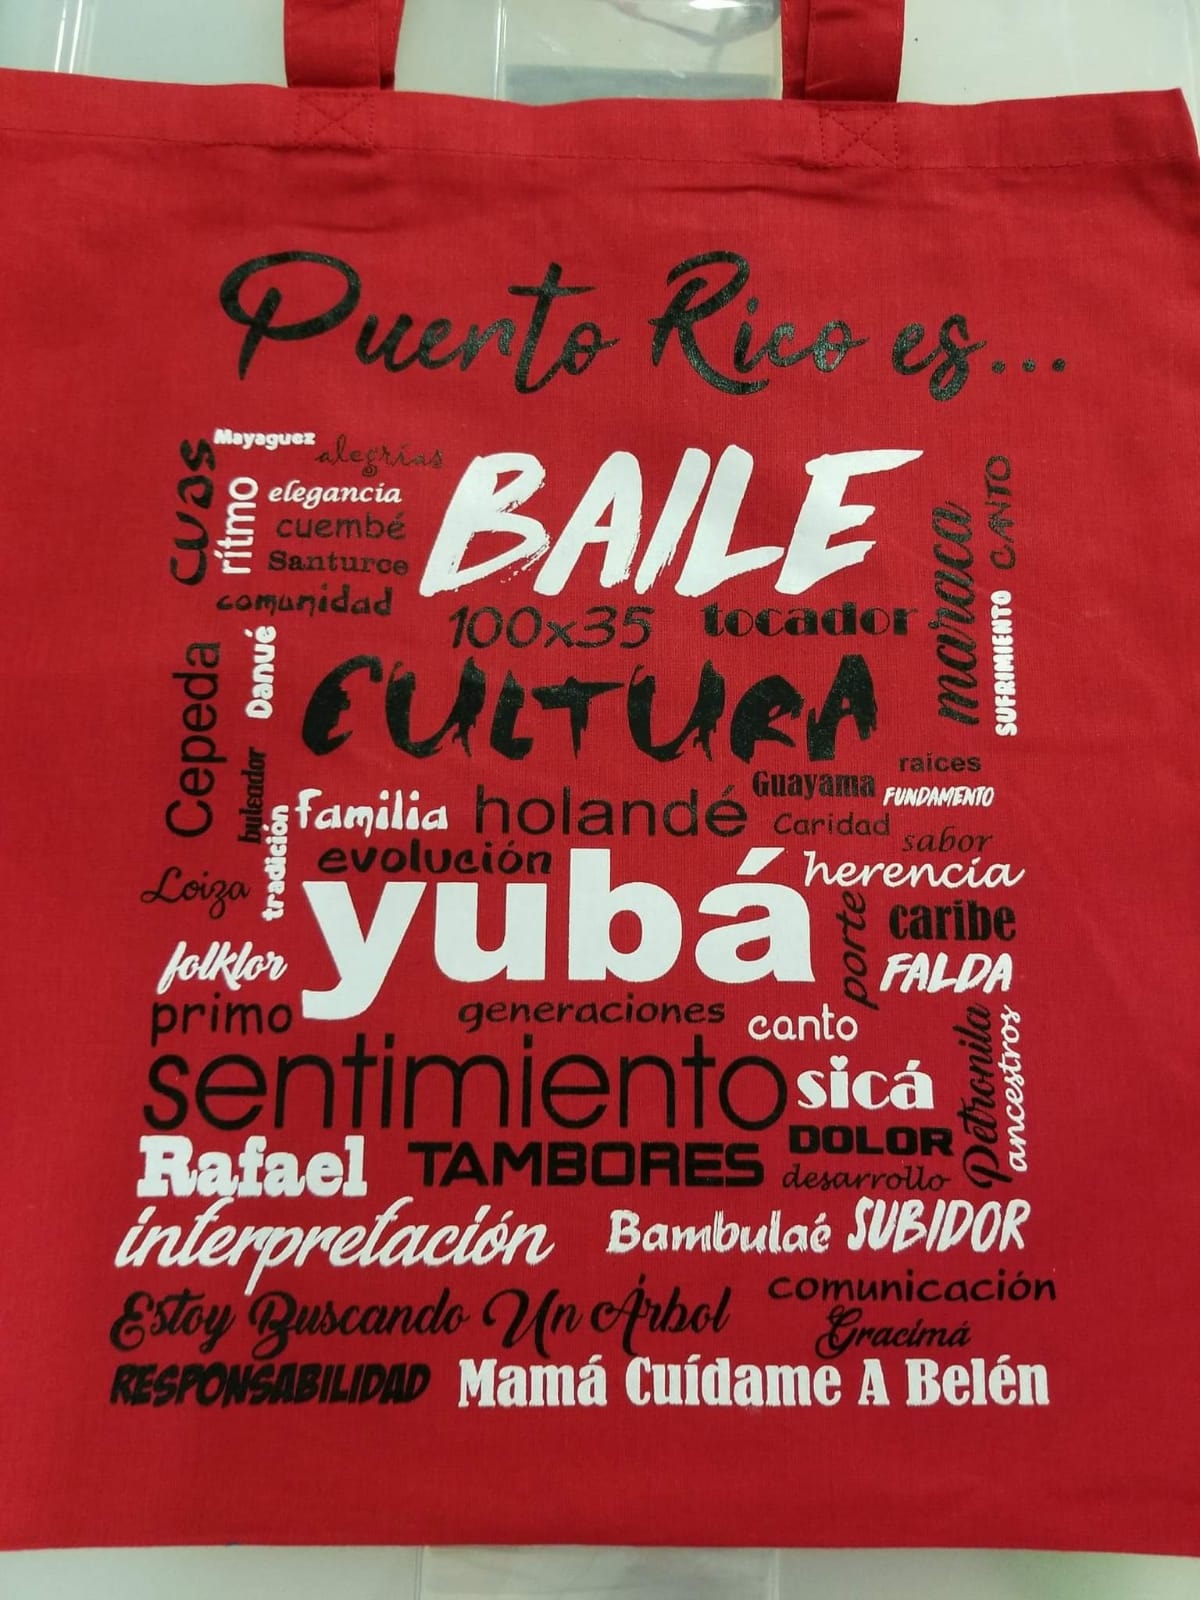 Puerto Rico es...
cuas
Mayaguez
alegrías
rítmo
elegancia
cuembé
Santurce
comunidad
BAILE
100x35
tocador
maraca
CANTO
SUFRIMIENTO
Cepeda
Danué
CULTURA
buleador
tradición
familia
holandé
Guayama
raices
FUNDAMENTO
Caridad
sabor
evolución
Loiza
yubá
herencia
porte
caribe
folklor
FALDA
primo
generaciones
canto
Petronila
ancestros
sentimiento
sicá
Rafael
TAMBORES
DOLOR
desarrollo
interpretación
Bambulaé
SUBIDOR
Estoy Buscando Un Árbol
comunicación
Gracimá
RESPONSABILIDAD
Mamá Cuídame A Belén